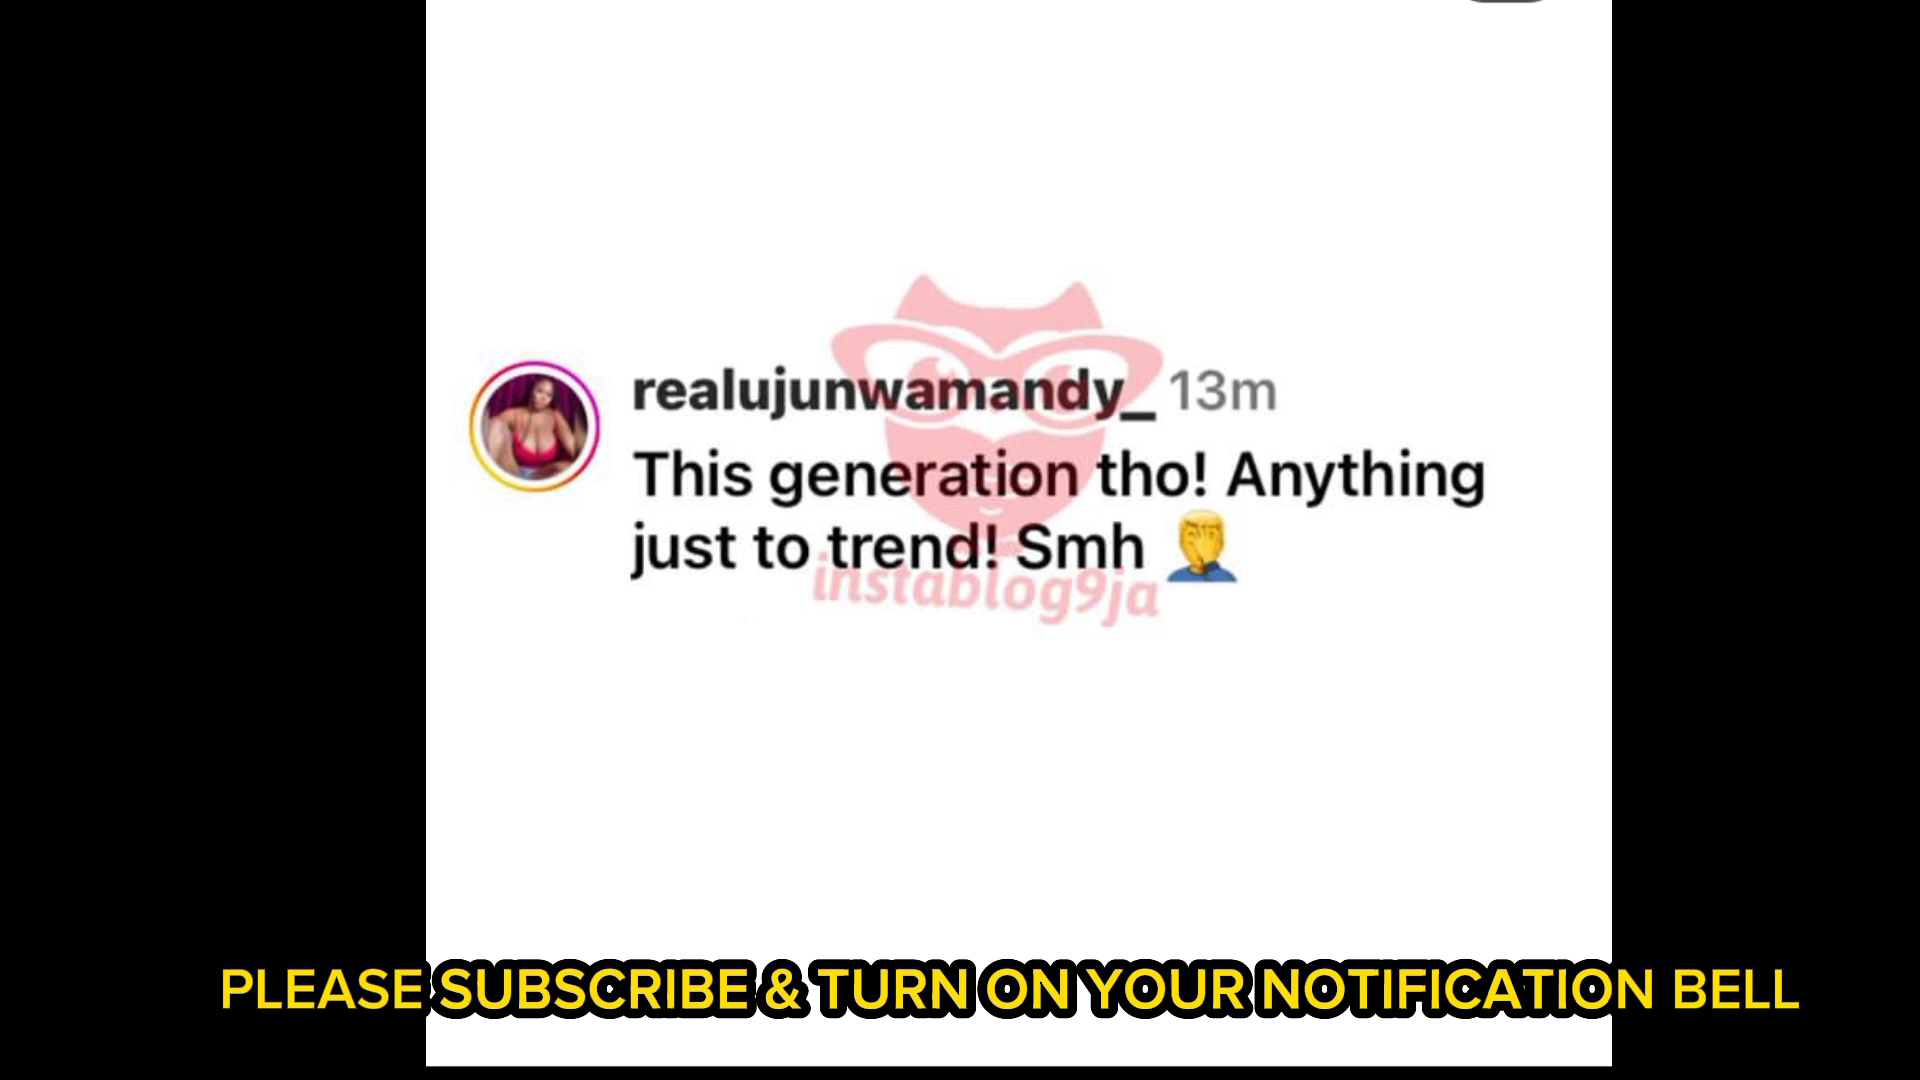 realujunwamandy_ 13m
This generation tho! Anything
just to trend! Smh 🤦
instablog9ja
PLEASE SUBSCRIBE & TURN ON YOUR NOTIFICATION BELL